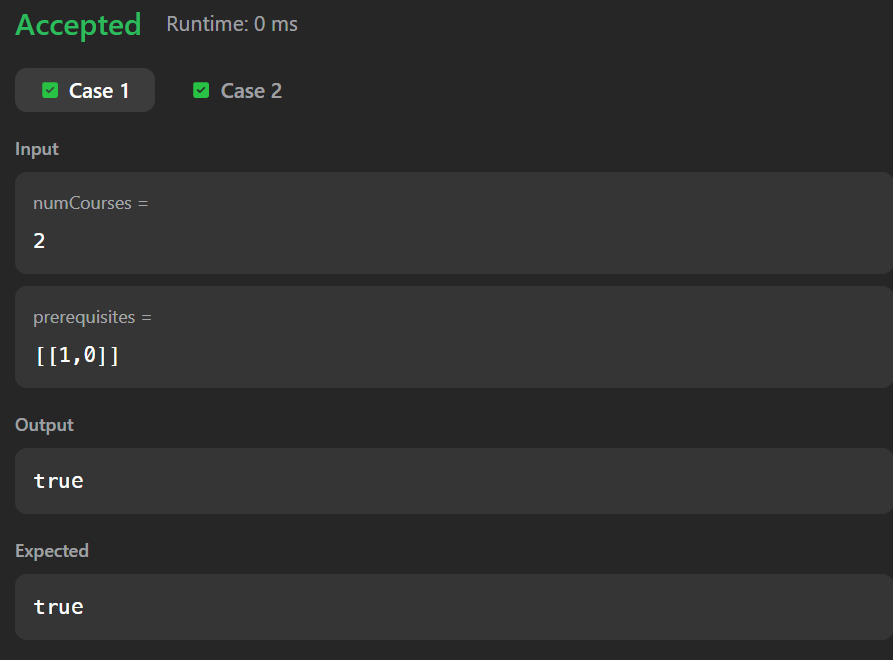 Accepted Runtime: 0 ms
Case 1 Case 2
Input
numCourses =
2
prerequisites =
[[1,0]]
Output
true
Expected
true